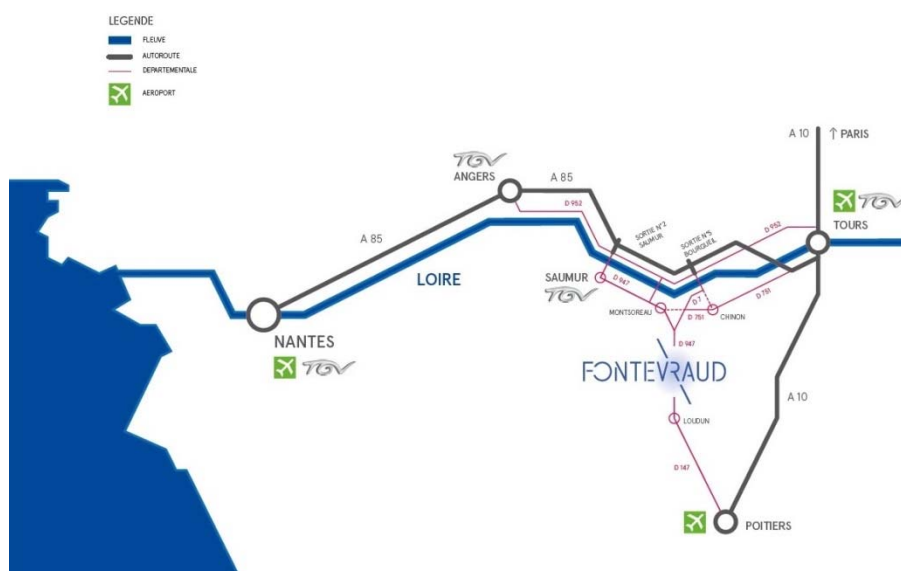 LEGENDE
FLEUVE
AUTOROUTE
DEPARTEMENTALE
AEROPORT
A 10
↑ PARIS
TGV
ANGERS
A 85
D 952
SORTIE N°2
SAUMUR
SORTIE N°5
BOURGUEIL
D 952
TGV
TOURS
A 85
LOIRE
SAUMUR
TGV
D 947
D 7
D 751
MONTSOREAU
D 751
CHINON
NANTES
TGV
D 947
FONTEVRAUD
A 10
LOUDUN
D 147
POITIERS